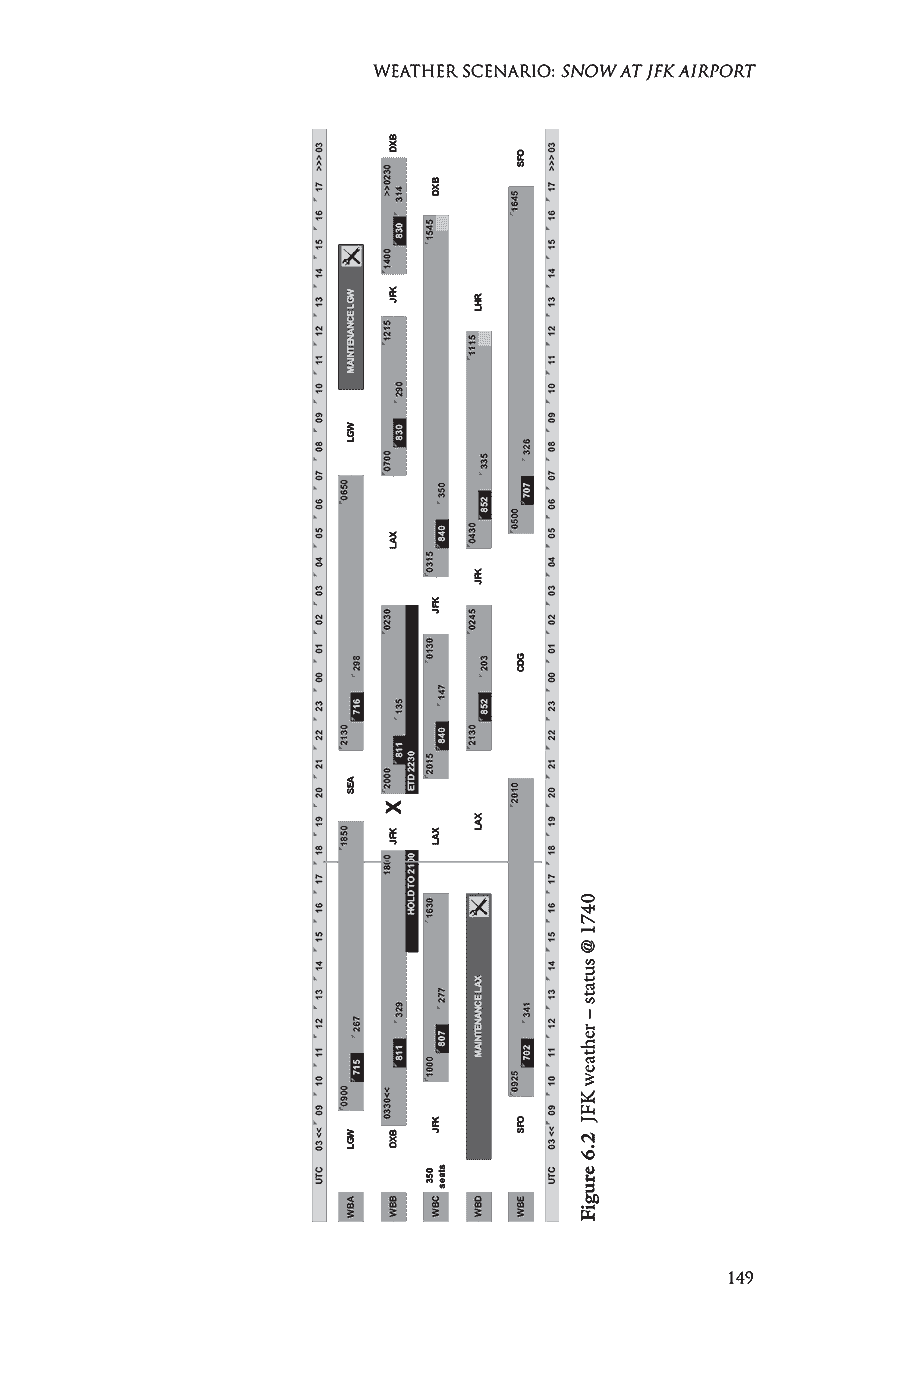 WEATHER SCENARIO: SNOW AT JFK AIRPORT
UTC 03 << 09 10 11 12 13 14 15 16 17 18 19 20 21 22 23 00 01 02 03 04 05 06 07 08 09 10 11 12 13 14 15 16 17 >>> 03
WBA LGW 0900 715 267 1850 SEA 2130 716 298 0650 LGW MAINTENANCE LGW
WBB DXB 0330<< 811 329 1800 JFK X 2000 811 135 0230 LAX 0700 830 290 1215 JFK 1400 830 314 >>0230 DXB
HOLD TO 2100 ETD 2230
WBC 350 seats JFK 1000 807 277 1630 LAX 2015 840 147 0130 JFK 0315 840 350 1545 DXB
WBD MAINTENANCE LAX LAX 2130 852 203 0245 JFK 0430 852 335 1115 LHR
WBE SFO 0925 702 341 2010 CDG 0500 707 326 1645 SFO
UTC 03 << 09 10 11 12 13 14 15 16 17 18 19 20 21 22 23 00 01 02 03 04 05 06 07 08 09 10 11 12 13 14 15 16 17 >>> 03
Figure 6.2 JFK weather – status @ 1740
149